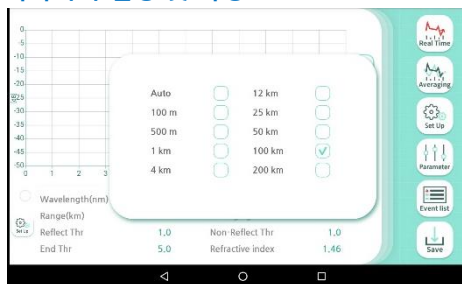 0
-5
-10
-15
-20
dB
-25
-30
-35
-40
-45
-50
0 1 2 3
Auto 12 km
100 m 25 km
500 m 50 km
1 km 100 km
4 km 200 km
Wavelength(nm)
Range(km)
Reflect Thr 1.0 Non-Reflect Thr 1.0
End Thr 5.0 Refractive index 1.46
Set Up
Real Time
Averaging
Set Up
Parameter
Event list
Save